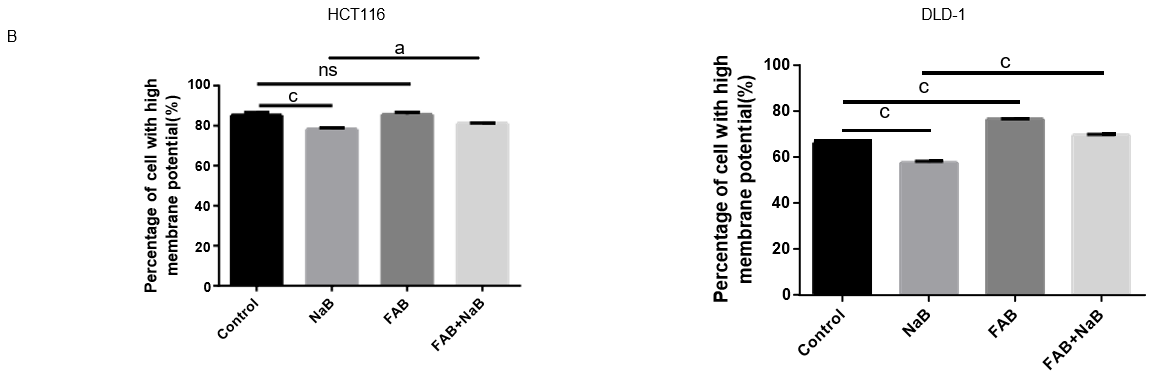 HCT116
DLD-1
B
a
ns
c
100
80
60
40
20
0
Percentage of cell with high
membrane potential(%)
Control
NaB
FAB
FAB+NaB
c
c
c
100
80
60
40
20
0
Percentage of cell with high
membrane potential(%)
Control
NaB
FAB
FAB+NaB